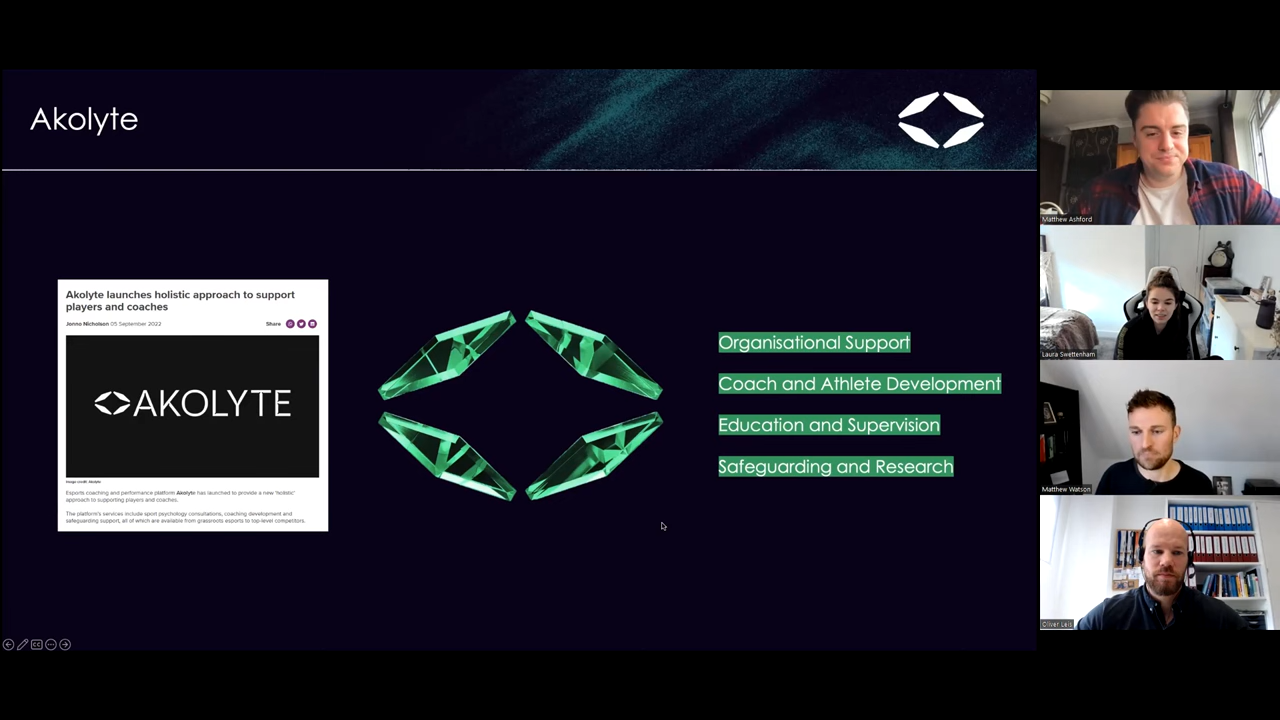 Akolyte
Akolyte launches holistic approach to support
players and coaches
Jonno Nicholson 05 September 2022
Share
AKOLYTE
Image credit: Akolyte
Esports coaching and performance platform Akolyte has launched to provide a new 'holistic'
approach to supporting players and coaches.
The platform's services include sport psychology consultations, coaching development and
safeguarding support, all of which are available from grassroots esports to top-level competitors.
Organisational Support
Coach and Athlete Development
Education and Supervision
Safeguarding and Research
CC
Matthew Ashford
Laura Swettenham
Matthew Watson
Oliver Leis